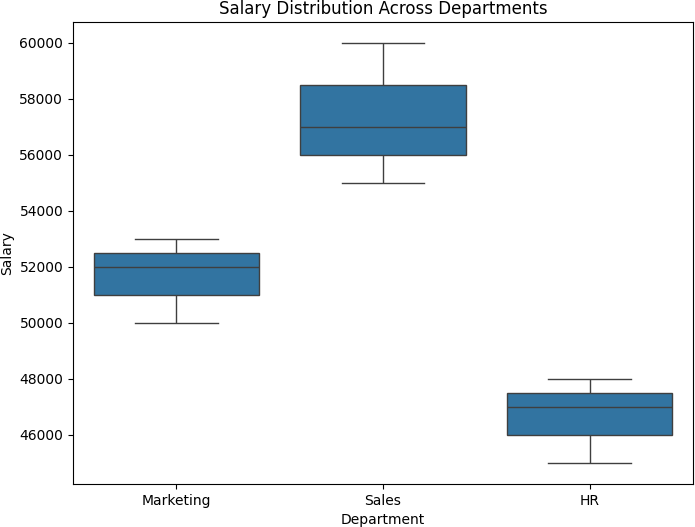 Salary Distribution Across Departments
Salary
60000
58000
56000
54000
52000
50000
48000
46000
Marketing
Sales
HR
Department